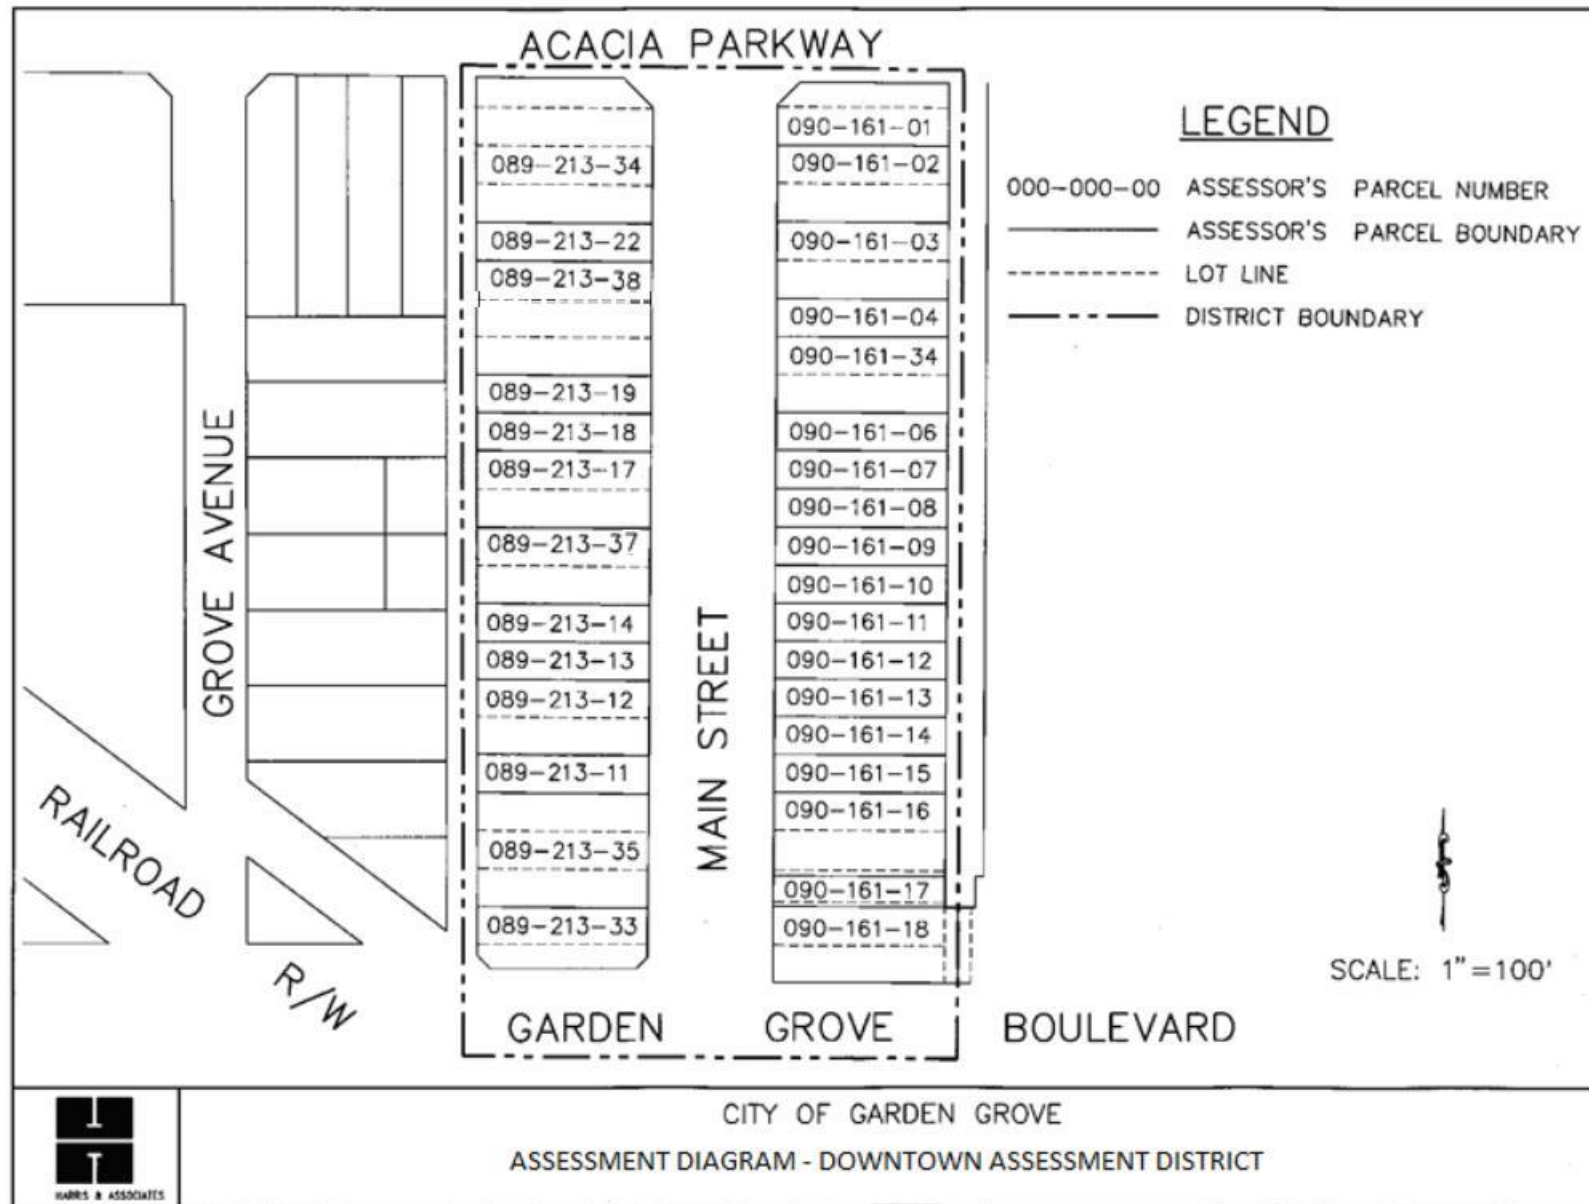 ACACIA PARKWAY
089-213-34
089-213-22
089-213-38
089-213-19
089-213-18
089-213-17
089-213-37
089-213-14
089-213-13
089-213-12
089-213-11
089-213-35
089-213-33
090-161-01
090-161-02
090-161-03
090-161-04
090-161-34
090-161-06
090-161-07
090-161-08
090-161-09
090-161-10
090-161-11
090-161-12
090-161-13
090-161-14
090-161-15
090-161-16
090-161-17
090-161-18
GROVE AVENUE
MAIN STREET
RAILROAD
R/W
GARDEN GROVE BOULEVARD
LEGEND
000-000-00 ASSESSOR'S PARCEL NUMBER
ASSESSOR'S PARCEL BOUNDARY
LOT LINE
DISTRICT BOUNDARY
SCALE: 1"=100'
HARRIS & ASSOCIATES
CITY OF GARDEN GROVE
ASSESSMENT DIAGRAM - DOWNTOWN ASSESSMENT DISTRICT